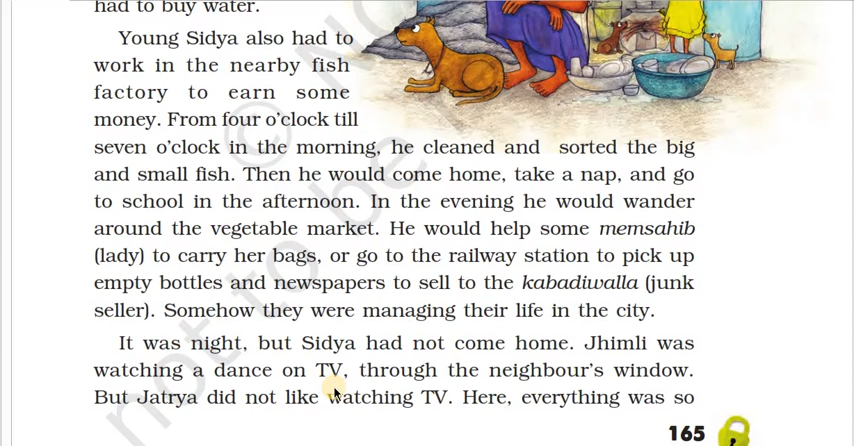 had to buy water.
Young Sidya also had to
work in the nearby fish
factory to earn some
money. From four o'clock till
seven o'clock in the morning, he cleaned and sorted the big
and small fish. Then he would come home, take a nap, and go
to school in the afternoon. In the evening he would wander
around the vegetable market. He would help some memsahib
(lady) to carry her bags, or go to the railway station to pick up
empty bottles and newspapers to sell to the kabadiwalla (junk
seller). Somehow they were managing their life in the city.
It was night, but Sidya had not come home. Jhimli was
watching a dance on TV, through the neighbour's window.
But Jatrya did not like watching TV. Here, everything was so
165
© N
not to be